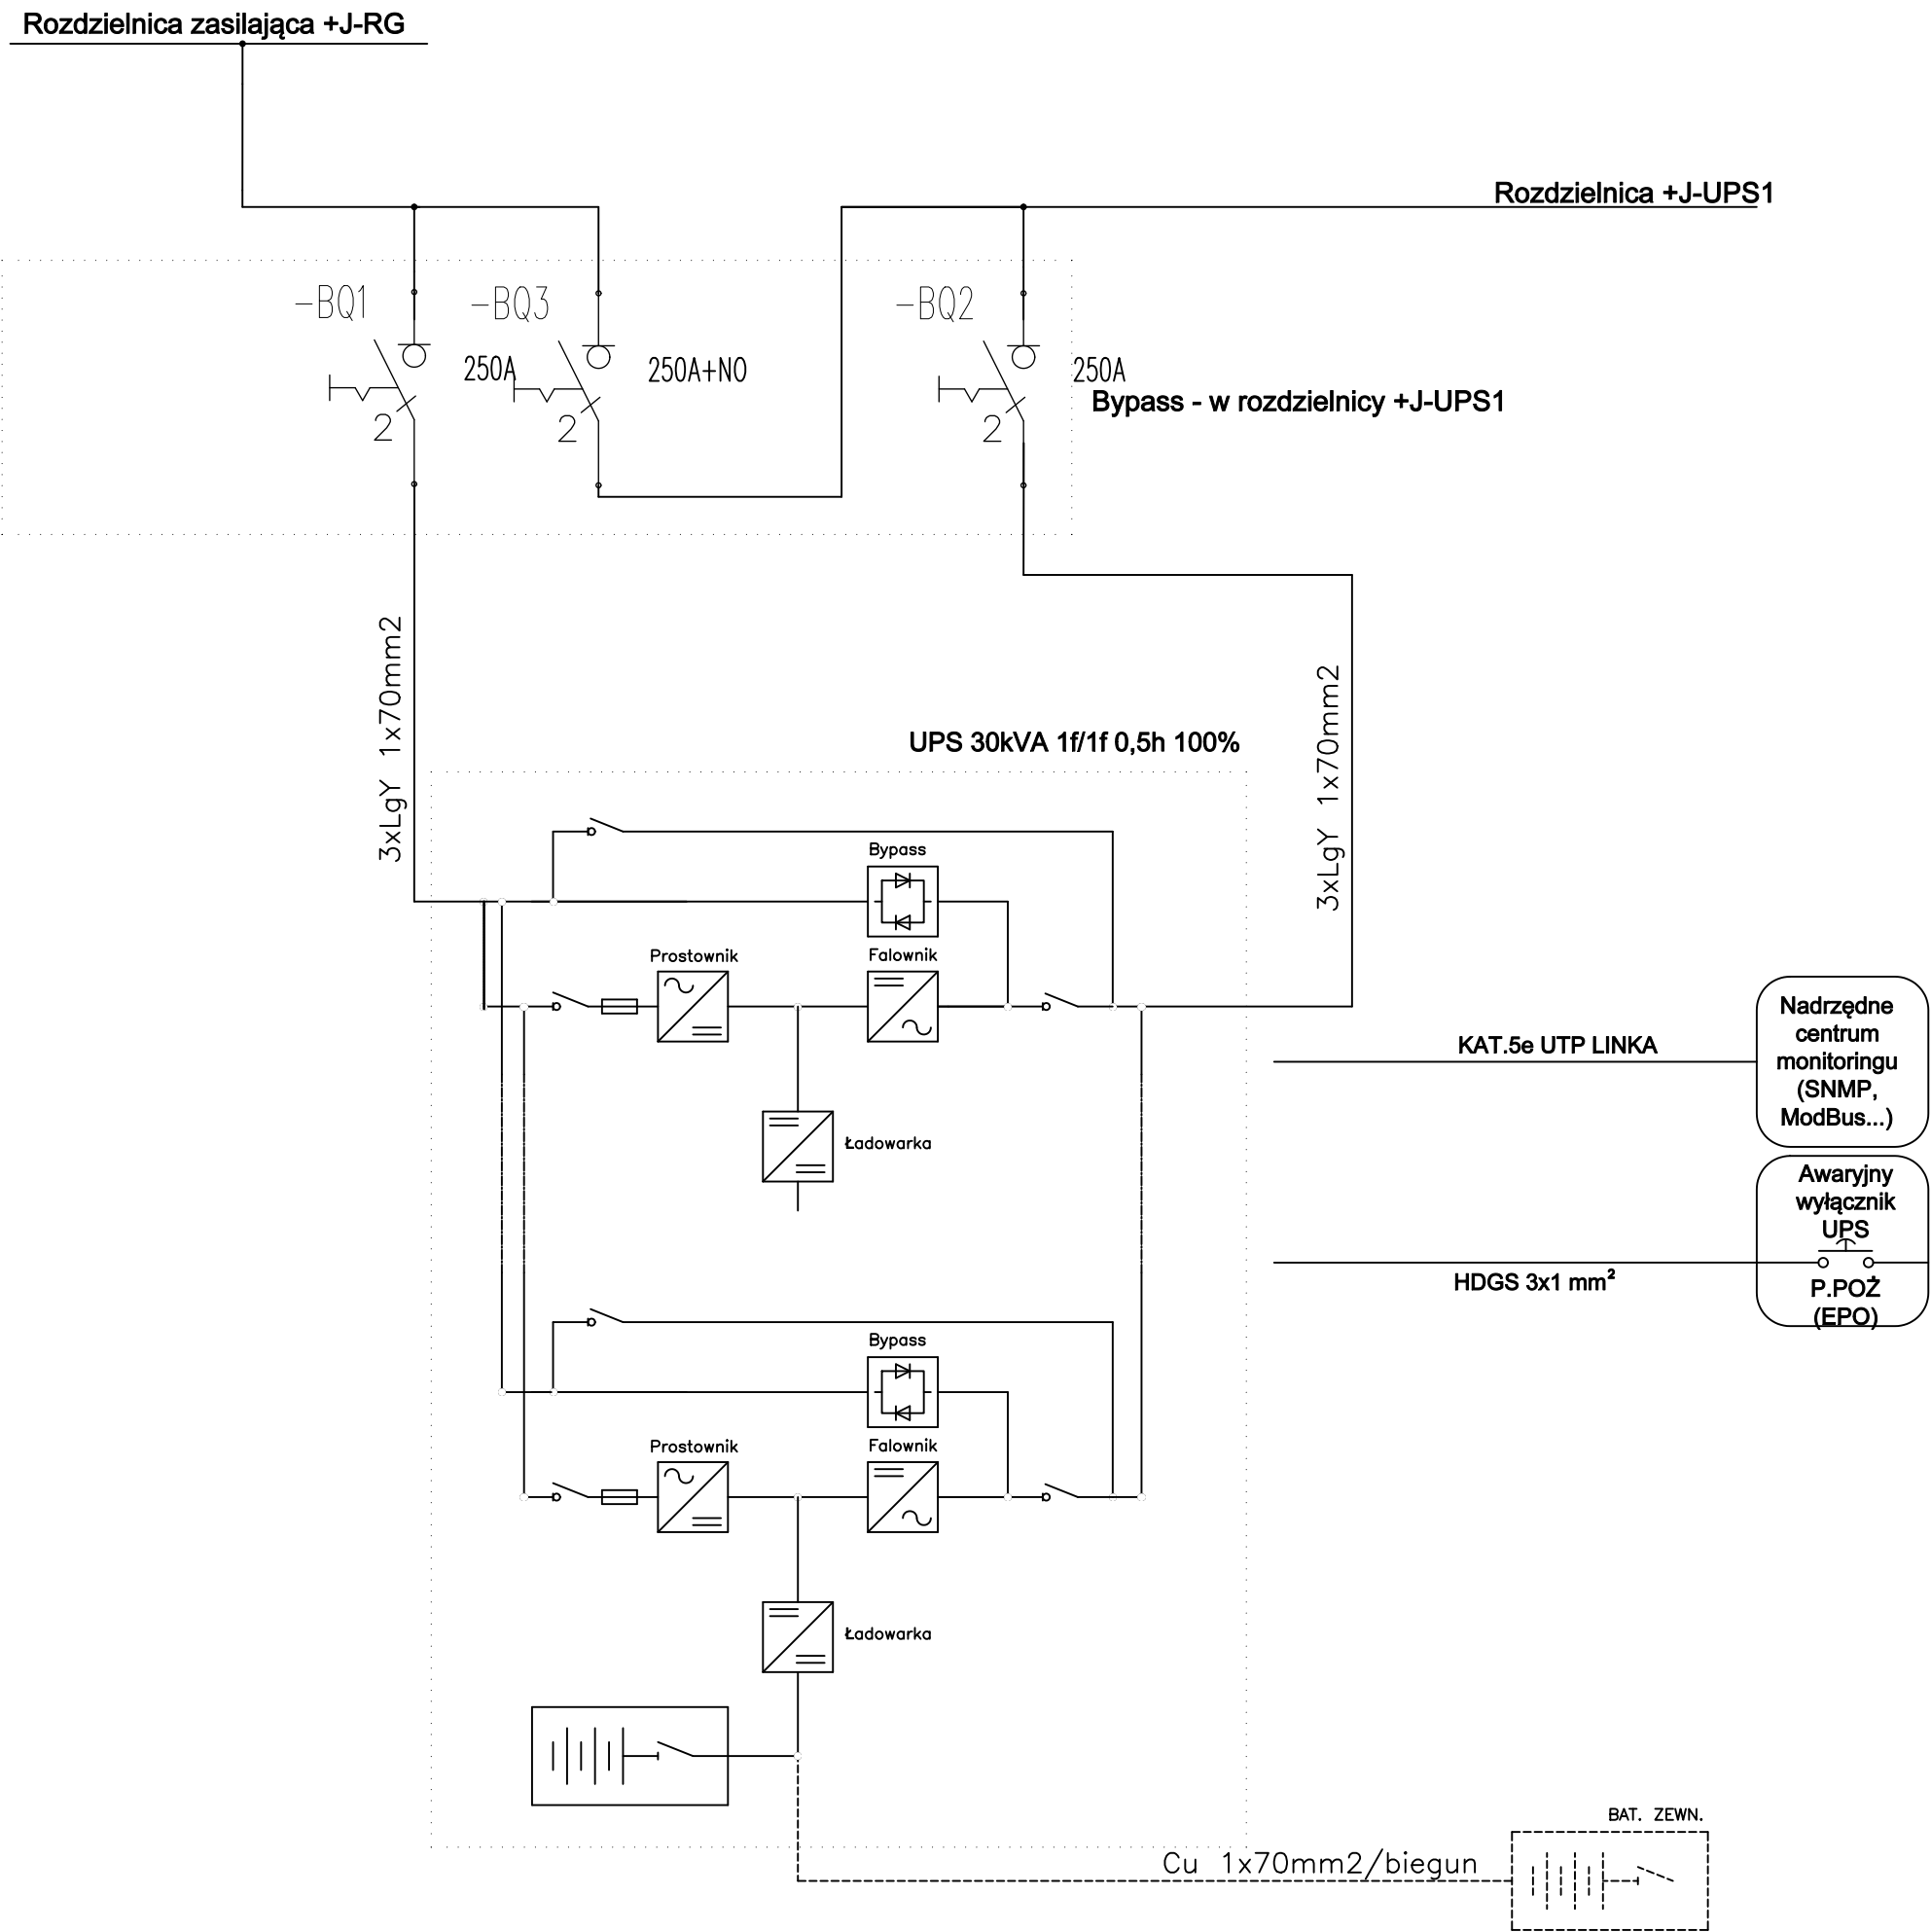 Rozdzielnica zasilająca +J-RG
Rozdzielnica +J-UPS1
-BQ1
250A
2
-BQ3
250A+NO
2
-BQ2
250A
2
Bypass - w rozdzielnicy +J-UPS1
3xLgY 1x70mm2
3xLgY 1x70mm2
UPS 30kVA 1f/1f 0,5h 100%
Bypass
Prostownik
Falownik
Ładowarka
KAT.5e UTP LINKA
Nadrzędne
centrum
monitoringu
(SNMP,
ModBus...)
HDGS 3x1 mm²
Awaryjny
wyłącznik
UPS
P.POŻ
(EPO)
Bypass
Prostownik
Falownik
Ładowarka
BAT. ZEWN.
Cu 1x70mm2/biegun